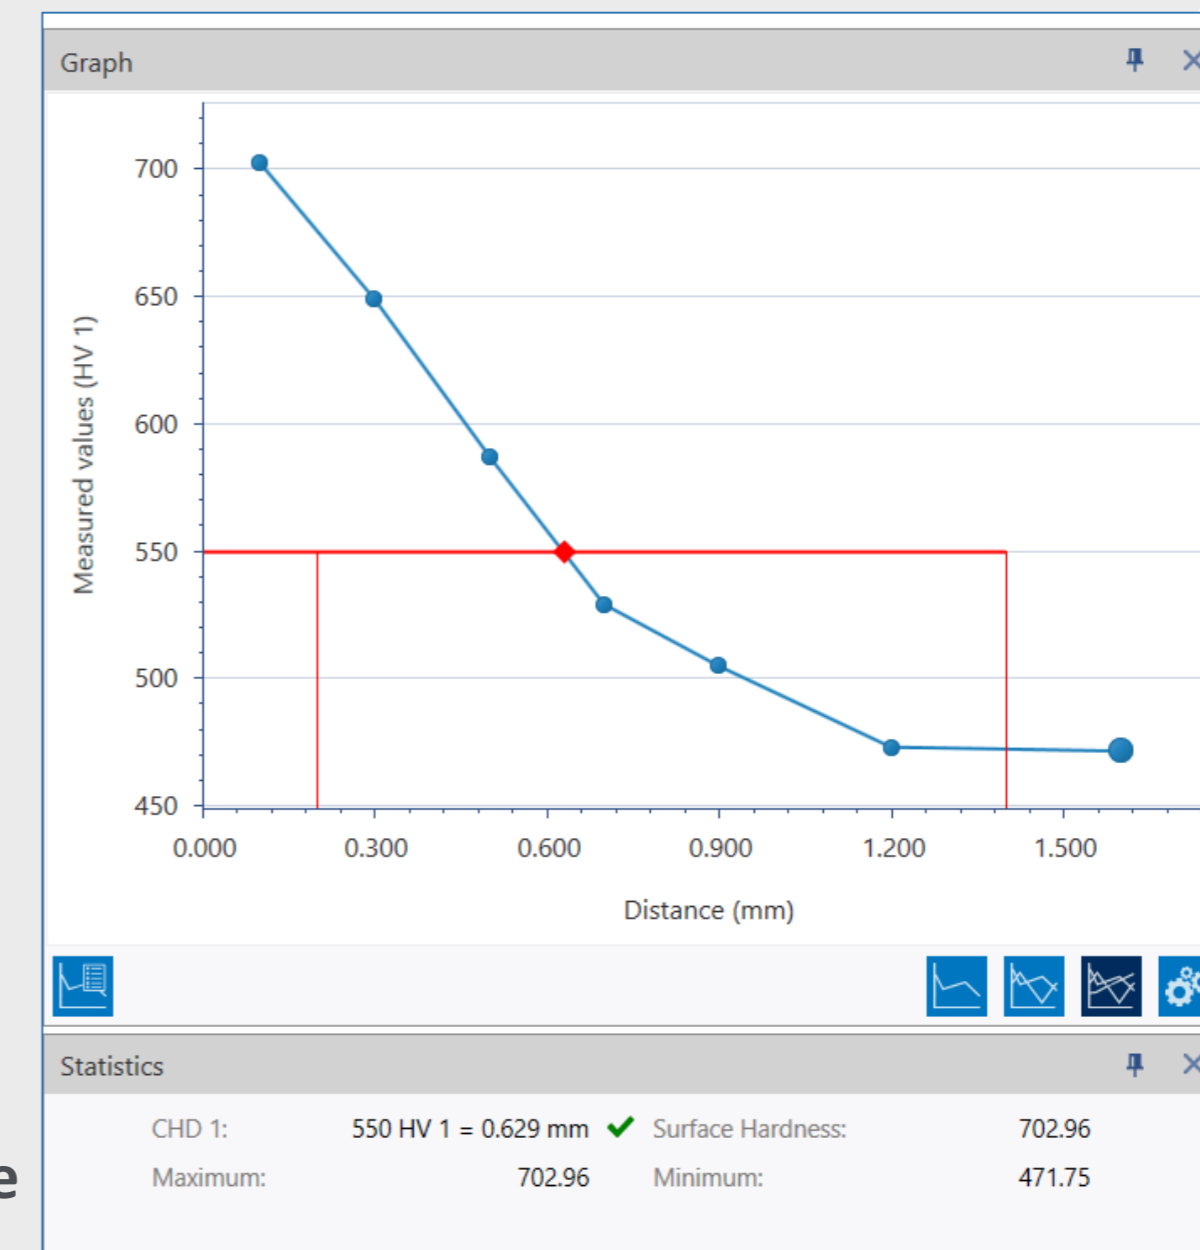 Graph
700
650
600
550
500
450
Measured values (HV 1)
0.000 0.300 0.600 0.900 1.200 1.500
Distance (mm)
Statistics
CHD 1: 550 HV 1 = 0.629 mm Surface Hardness: 702.96
Maximum: 702.96 Minimum: 471.75
e